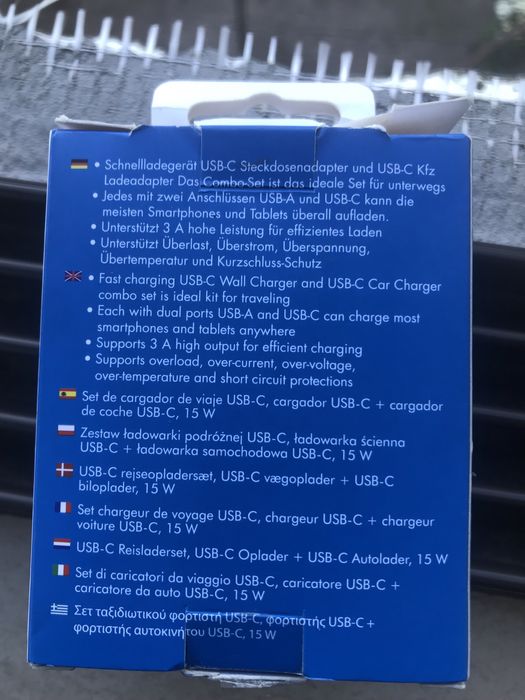 • Schnellladegerät USB-C Steckdosenadapter und USB-C Kfz
Ladeadapter Das Combo-Set ist das ideale Set für unterwegs
• Jedes mit zwei Anschlüssen USB-A und USB-C kann die
meisten Smartphones und Tablets überall aufladen.
• Unterstützt 3 A hohe Leistung für effizientes Laden
• Unterstützt Überlast, Überstrom, Überspannung,
Übertemperatur und Kurzschluss-Schutz
• Fast charging USB-C Wall Charger and USB-C Car Charger
combo set is ideal kit for traveling
• Each with dual ports USB-A and USB-C can charge most
smartphones and tablets anywhere
• Supports 3 A high output for efficient charging
• Supports overload, over-current, over-voltage,
over-temperature and short circuit protections
Set de cargador de viaje USB-C, cargador USB-C + cargador
de coche USB-C, 15 W
Zestaw ładowarki podróżnej USB-C, ładowarka ścienna
USB-C + ładowarka samochodowa USB-C, 15 W
USB-C rejseopladersæt, USB-C vægoplader + USB-C
biloplader, 15 W
Set chargeur de voyage USB-C, chargeur USB-C + chargeur
voiture USB-C, 15 W
USB-C Reisladerset, USB-C Oplader + USB-C Autolader, 15 W
Set di caricatori da viaggio USB-C, caricatore USB-C +
caricatore da auto USB-C, 15 W
Σετ ταξιδιωτικού φορτιστή USB-C, φορτιστής USB-C +
φορτιστής αυτοκινήτου USB-C, 15 W